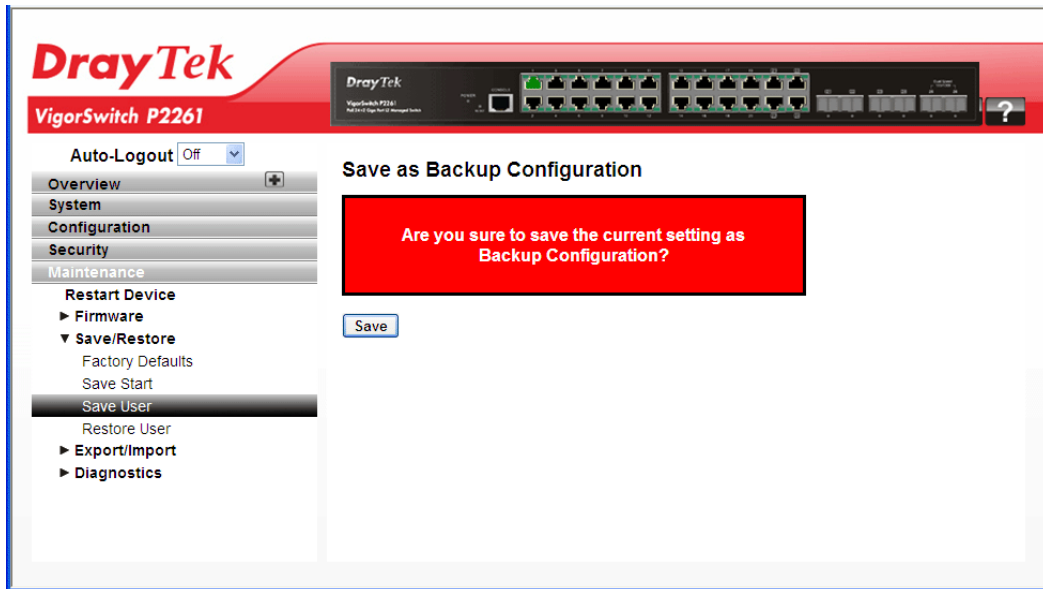 DrayTek
VigorSwitch P2261
DrayTek
VigorSwitch P2261
POWER
CONSOLE
?
Auto-Logout Off
Overview
System
Configuration
Security
Maintenance
Restart Device
► Firmware
▼ Save/Restore
Factory Defaults
Save Start
Save User
Restore User
► Export/Import
► Diagnostics
Save as Backup Configuration
Are you sure to save the current setting as
Backup Configuration?
Save